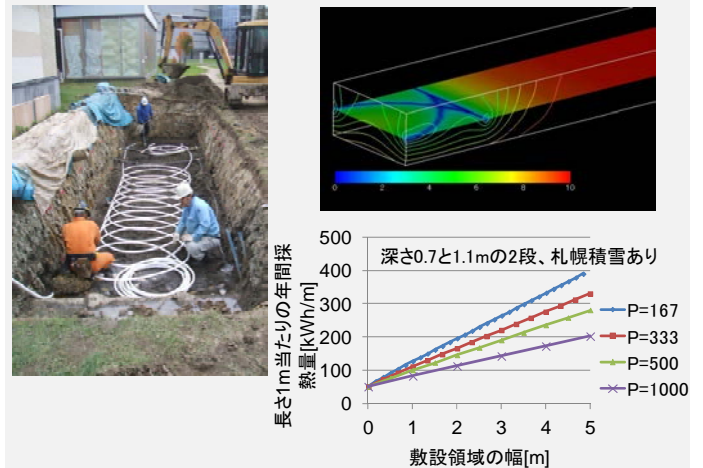 0 2 4 6 8 10
深さ0.7と1.1mの2段、札幌積雪あり
長さ1m当たりの年間採
熱量[kWh/m]
500
400
300
200
100
0
0 1 2 3 4 5
敷設領域の幅[m]
P=167
P=333
P=500
P=1000